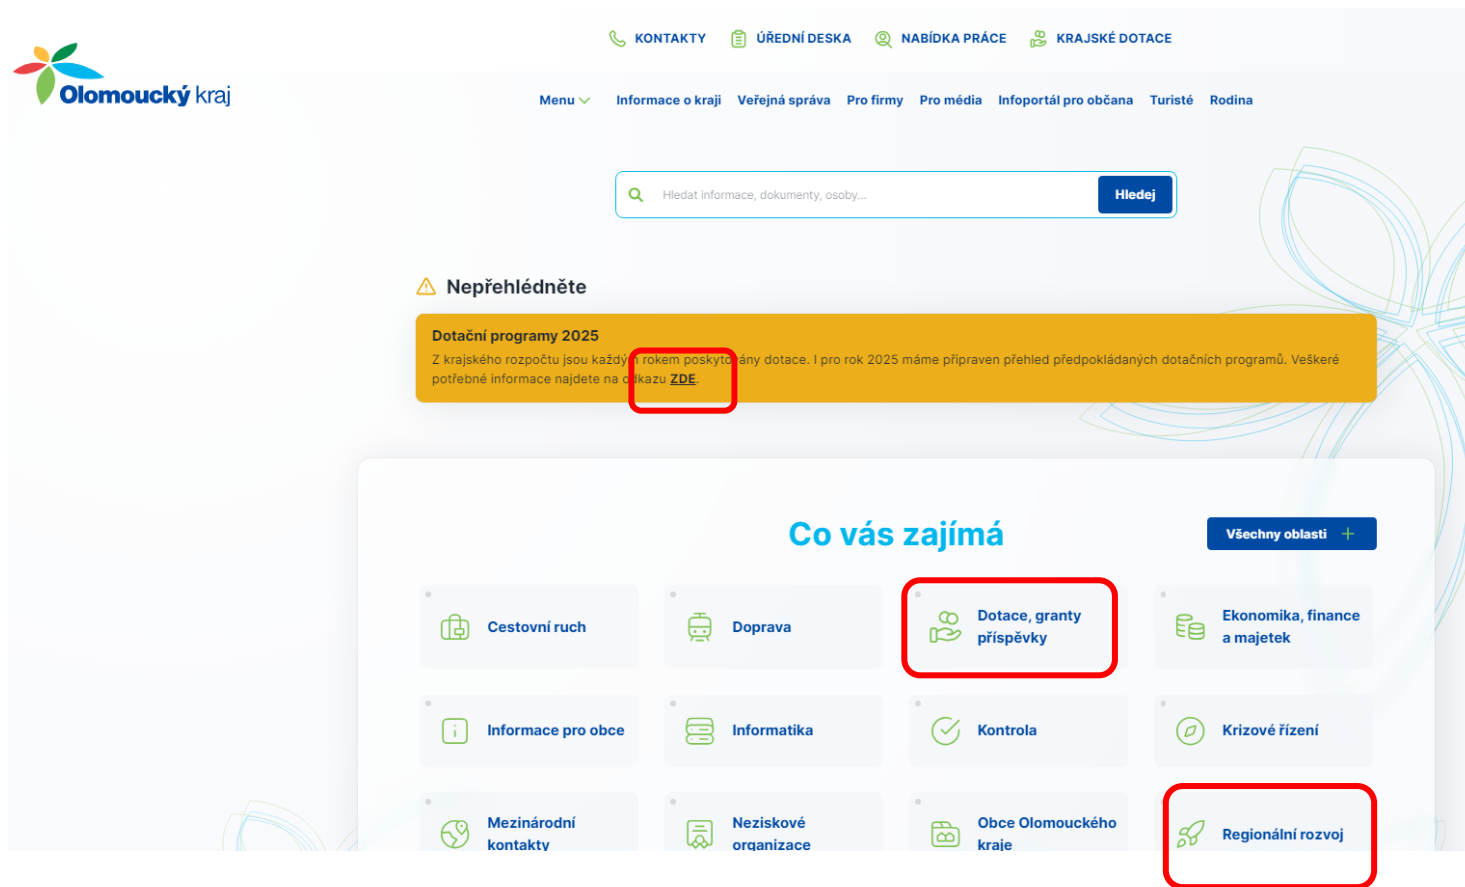 KONTAKTY ÚŘEDNÍ DESKA NABÍDKA PRÁCE KRAJSKÉ DOTACE
Olomoucký kraj
Menu Informace o kraji Veřejná správa Pro firmy Pro média Infoportál pro občana Turisté Rodina
Hledat informace, dokumenty, osoby... Hledej
Nepřehlédněte
Dotační programy 2025
Z krajského rozpočtu jsou každým rokem poskytovány dotace. I pro rok 2025 máme připraven přehled předpokládaných dotačních programů. Veškeré
potřebné informace najdete na odkazu ZDE.
Co vás zajímá
Všechny oblasti
Cestovní ruch
Doprava
Dotace, granty
příspěvky
Ekonomika, finance
a majetek
Informace pro obce
Informatika
Kontrola
Krizové řízení
Mezinárodní
kontakty
Neziskové
organizace
Obce Olomouckého
kraje
Regionální rozvoj